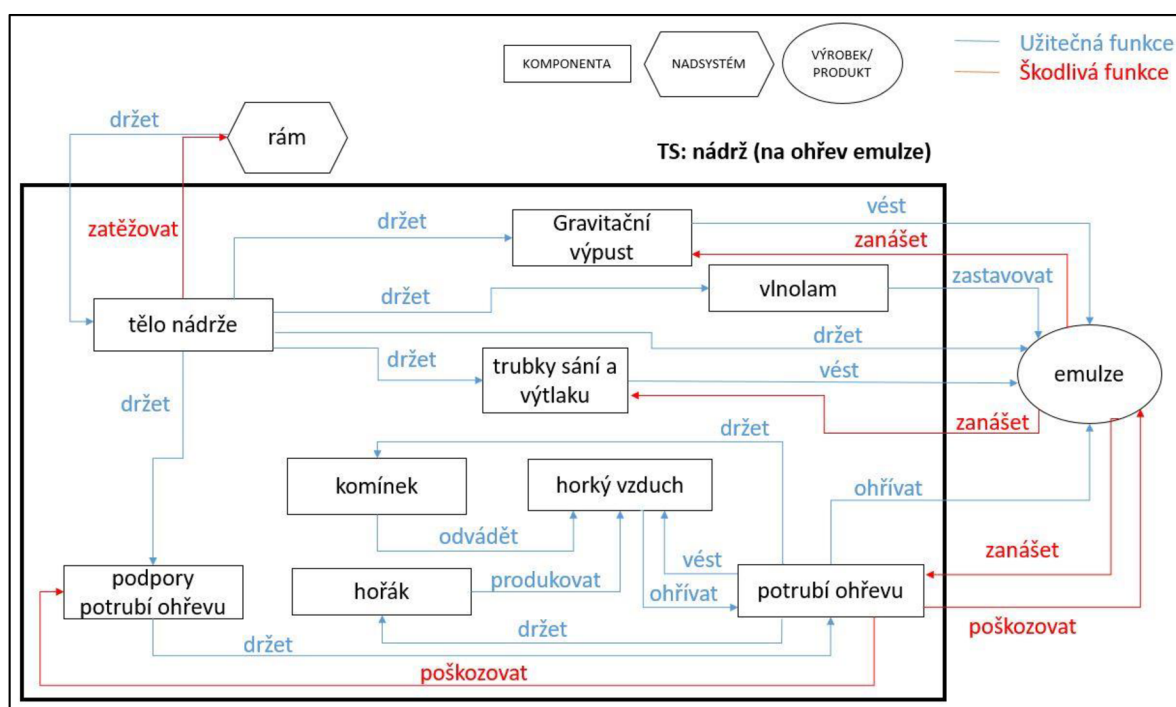 KOMPONENTA
NADSYSTÉM
VÝROBEK/
PRODUKT
Užitečná funkce
Škodlivá funkce
držet
rám
TS: nádrž (na ohřev emulze)
zatěžovat
držet
Gravitační
výpust
vést
zanášet
držet
vlnolam
zastavovat
tělo nádrže
držet
držet
trubky sání a
výtlaku
vést
emulze
držet
zanášet
držet
komínek
horký vzduch
ohřívat
odvádět
vést
zanášet
podpory
potrubí ohřevu
hořák
produkovat
ohřívat
potrubí ohřevu
držet
držet
poškozovat
poškozovat